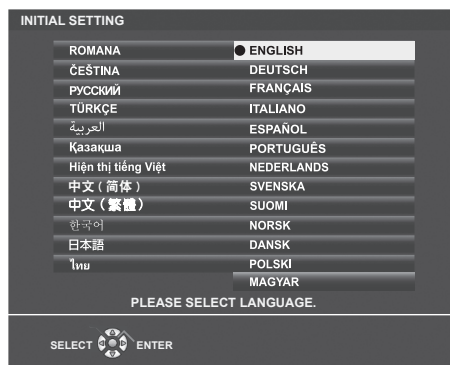 INITIAL SETTING
ROMANA
ČEŠTINA
РУССКИЙ
TÜRKÇE
العربية
Қазақша
Hiện thị tiếng Việt
中文 ( 简体 )
中文 ( 繁體 )
한국어
日本語
ไทย
ENGLISH
DEUTSCH
FRANÇAIS
ITALIANO
ESPAÑOL
PORTUGUÊS
NEDERLANDS
SVENSKA
SUOMI
NORSK
DANSK
POLSKI
MAGYAR
PLEASE SELECT LANGUAGE.
SELECT ENTER